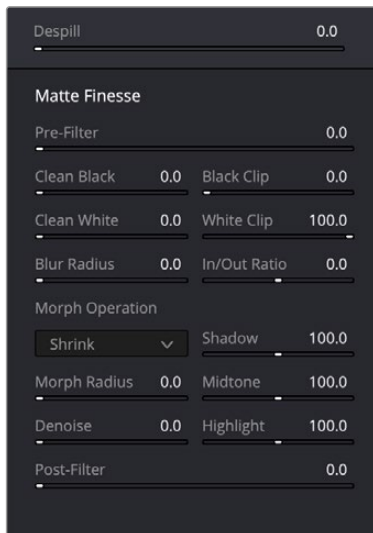 Despill 0.0
Matte Finesse
Pre-Filter 0.0
Clean Black 0.0 Black Clip 0.0
Clean White 0.0 White Clip 100.0
Blur Radius 0.0 In/Out Ratio 0.0
Morph Operation
Shrink Shadow 100.0
Morph Radius 0.0 Midtone 100.0
Denoise 0.0 Highlight 100.0
Post-Filter 0.0